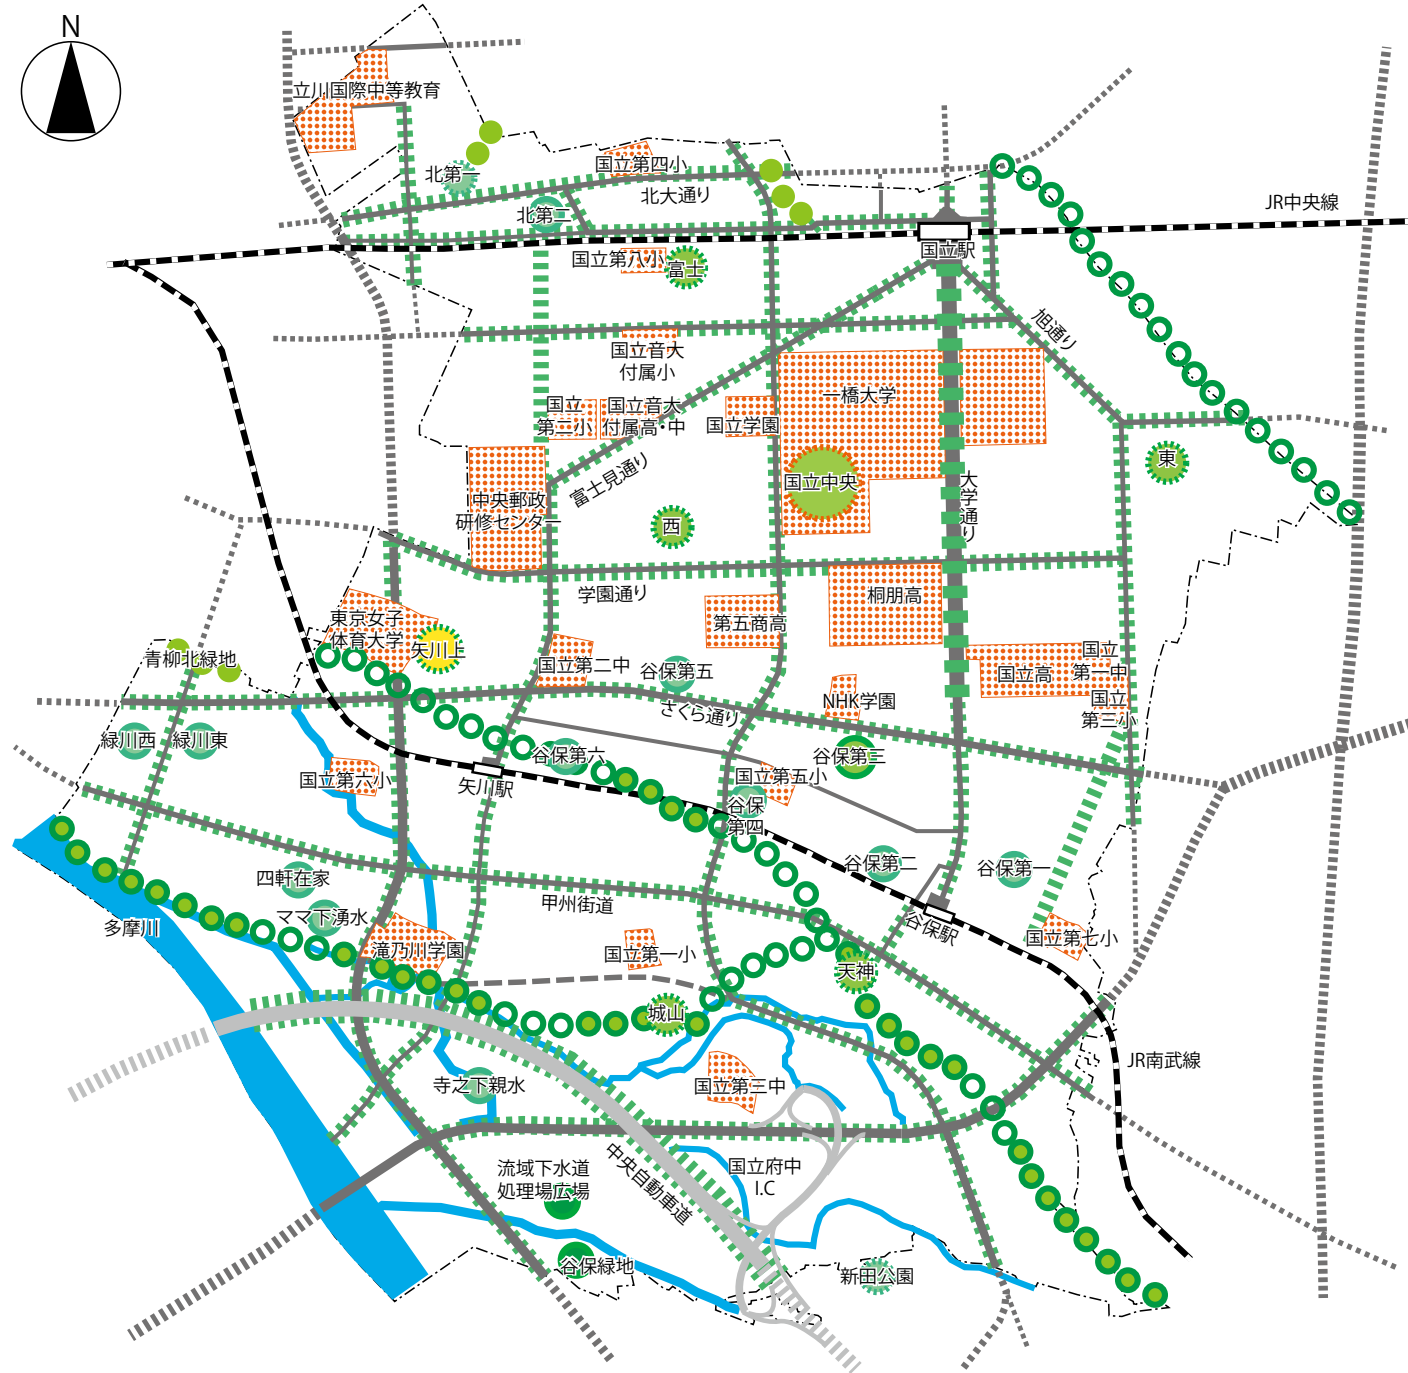 N
立川国際中等教育
国立第四小
北第一
北大通り
北第二
JR中央線
国立駅
国立第八小
富士
旭通り
国立音大
付属小
一橋大学
国立
第二小
国立音大
付属高・中
国立学園
東
富士見通り
国立中央
大学通り
中央郵政
研修センター
西
学園通り
桐朋高
東京女子
体育大学
矢川上
第五商高
国立第二中
谷保第五
国立高
国立
第一中
国立
第三小
青柳北緑地
NHK学園
さくら通り
緑川西
緑川東
谷保第六
谷保第三
国立第六小
矢川駅
国立第五小
谷保
第四
谷保第二
谷保第一
四軒在家
ママ下湧水
甲州街道
多摩川
谷保駅
国立第七小
滝乃川学園
国立第一小
天神
城山
JR南武線
寺之下親水
国立第三中
中央自動車道
国立府中
I.C
流域下水道
処理場広場
谷保緑地
新田公園